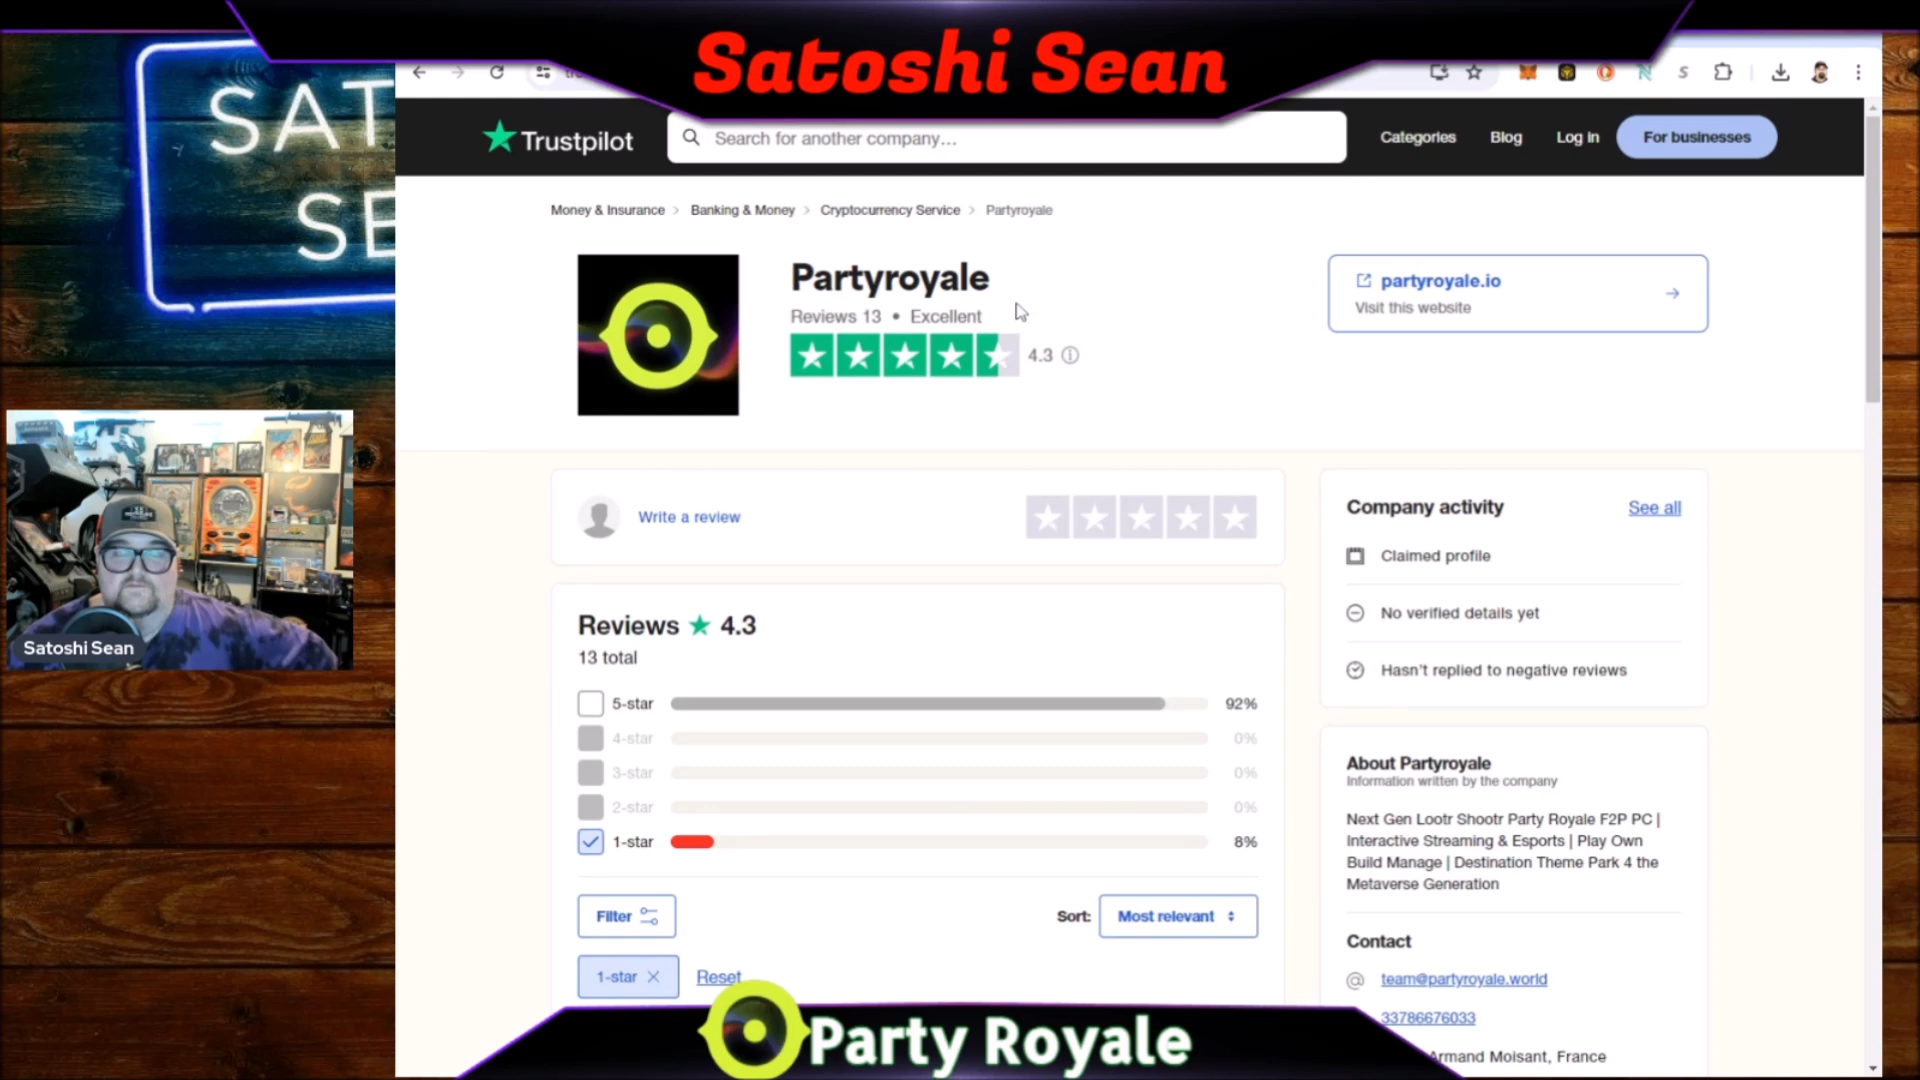 Satoshi Sean
SAT
SE
Trustpilot
Search for another company...
Categories
Blog
Log in
For businesses
Money & Insurance > Banking & Money > Cryptocurrency Service > Partyroyale
Partyroyale
Reviews 13 • Excellent
4.3
partyroyale.io
Visit this website
Write a review
Company activity
See all
Claimed profile
No verified details yet
Hasn't replied to negative reviews
Reviews ★ 4.3
13 total
5-star 92%
4-star 0%
3-star 0%
2-star 0%
1-star 8%
Filter
Sort: Most relevant
1-star
Reset
About Partyroyale
Information written by the company
Next Gen Lootr Shootr Party Royale F2P PC |
Interactive Streaming & Esports | Play Own
Build Manage | Destination Theme Park 4 the
Metaverse Generation
Contact
team@partyroyale.world
33786676033
Armand Moisant, France
Satoshi Sean
Party Royale